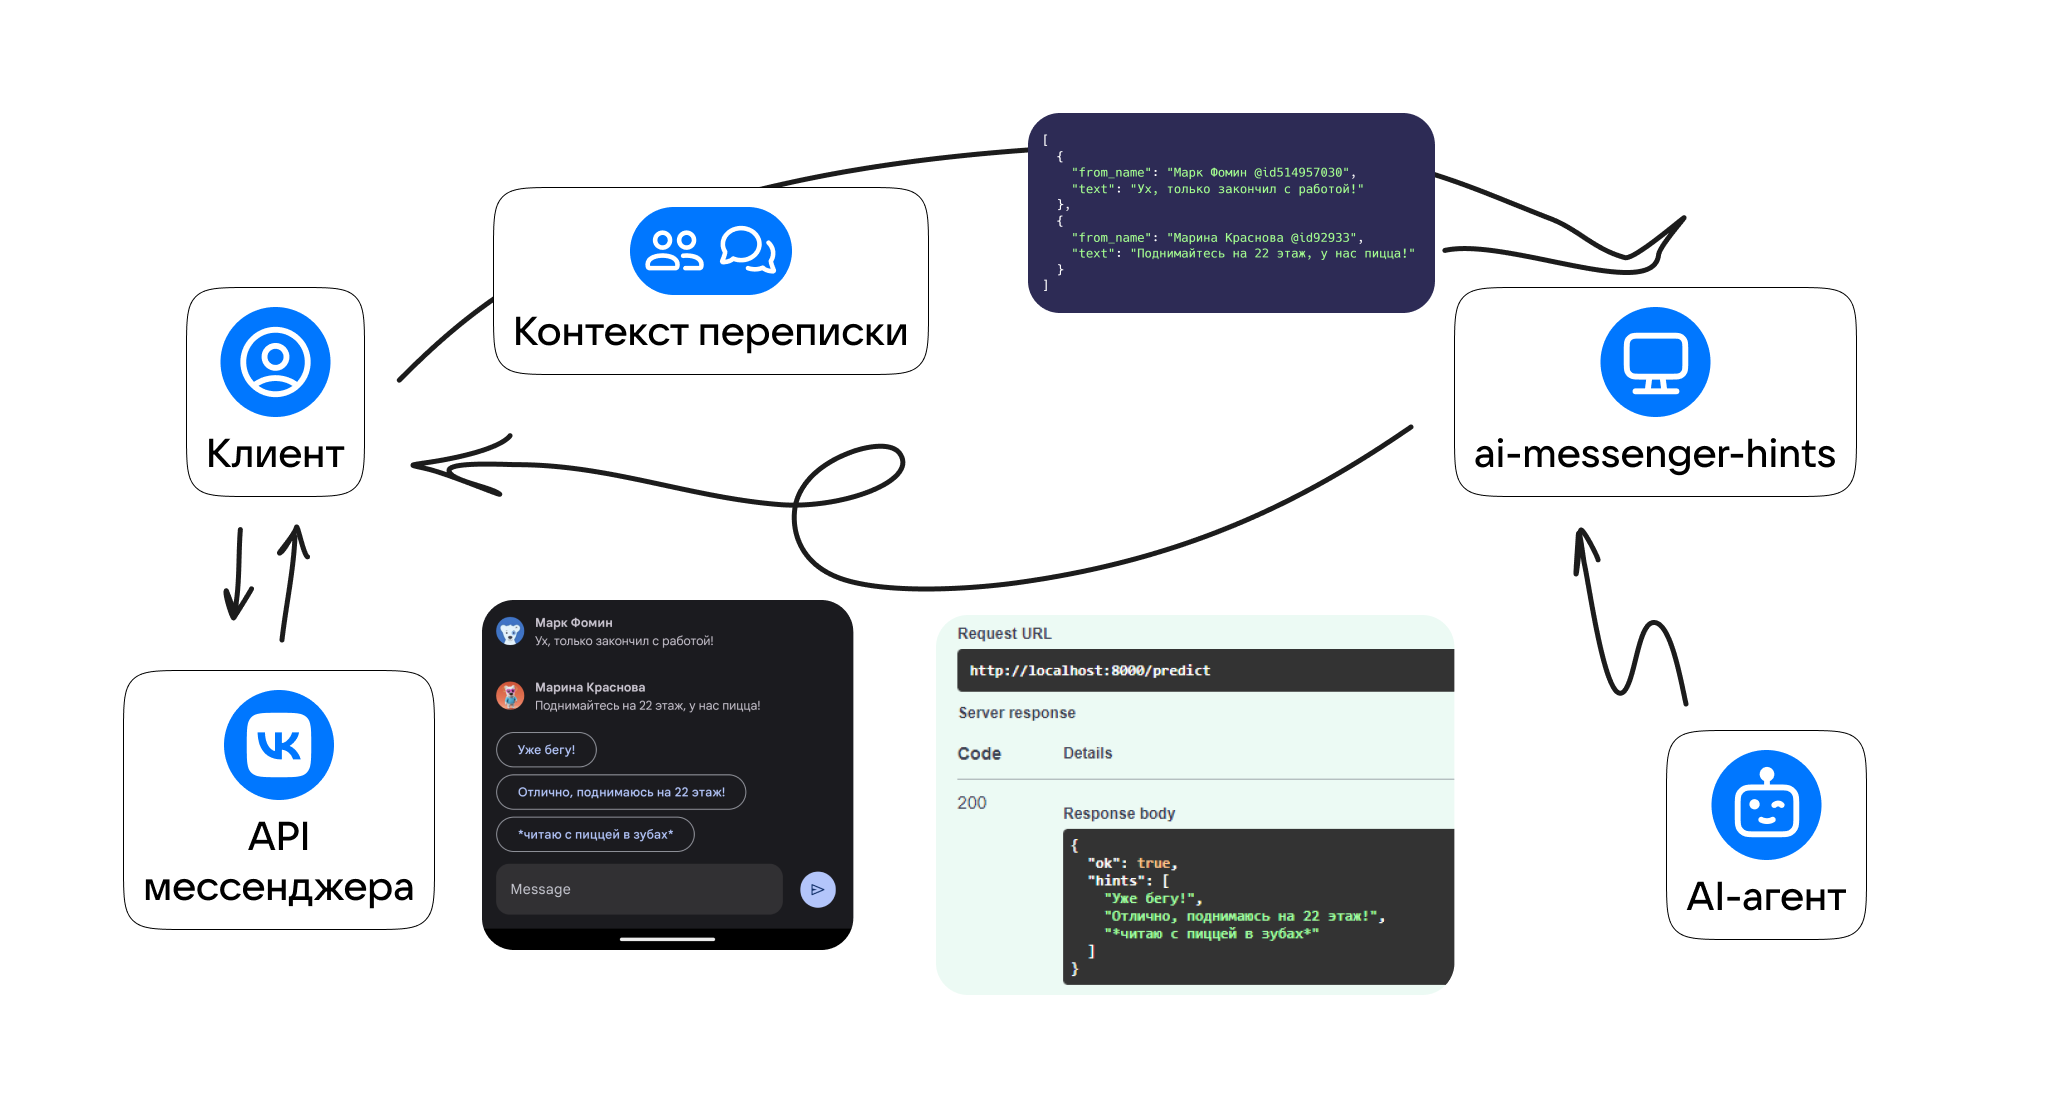 [
{
"from_name": "Марк Фомин @id514957030",
"text": "Ух, только закончил с работой!"
},
{
"from_name": "Марина Краснова @id92933",
"text": "Поднимайтесь на 22 этаж, у нас пицца!"
}
]
Контекст переписки
Клиент
ai-messenger-hints
API
мессенджера
Марк Фомин
Ух, только закончил с работой!
Марина Краснова
Поднимайтесь на 22 этаж, у нас пицца!
Уже бегу!
Отлично, поднимаюсь на 22 этаж!
*читаю с пиццей в зубах*
Message
Request URL
http://localhost:8000/predict
Server response
Code Details
200
Response body
{
"ok": true,
"hints": [
"Уже бегу!",
"Отлично, поднимаюсь на 22 этаж!",
"*читаю с пиццей в зубах*"
]
}
AI-агент